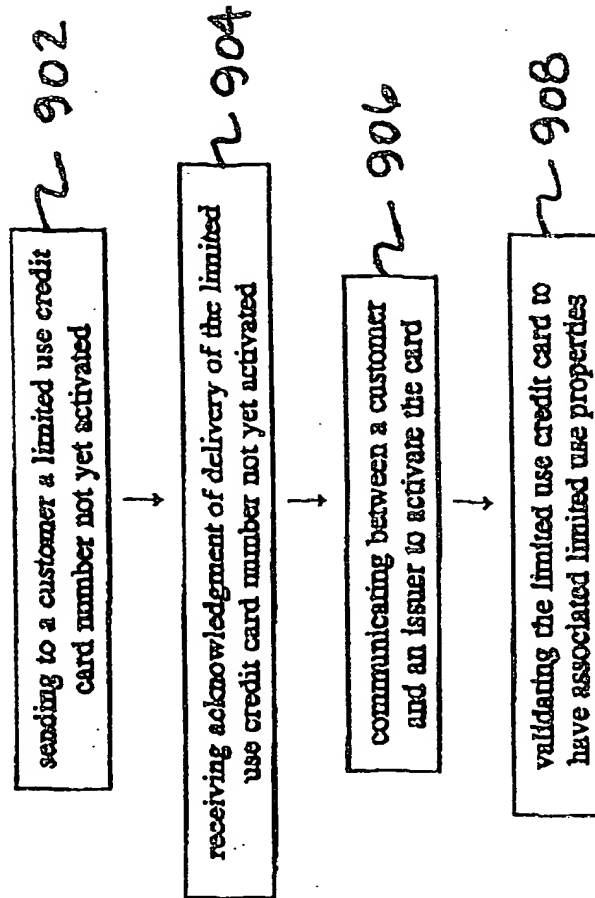 sending to a customer a limited use credit
card number not yet activated
902
receiving acknowledgment of delivery of the limited
use credit card number not yet activated
904
communicating between a customer
and an issuer to activate the card
906
validating the limited use credit card to
have associated limited use properties
908